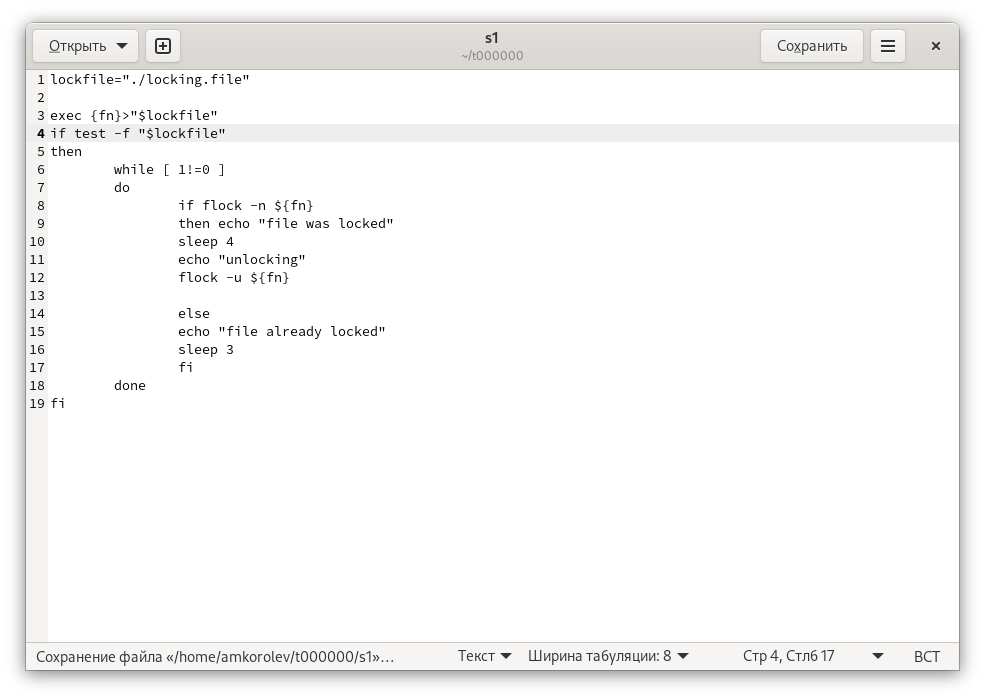 Открыть
s1
~/t000000
Сохранить
1 lockfile="./locking.file"
2
3 exec {fn}>"$lockfile"
4 if test -f "$lockfile"
5 then
6         while [ 1!=0 ]
7         do
8                 if flock -n ${fn}
9                 then echo "file was locked"
10                 sleep 4
11                 echo "unlocking"
12                 flock -u ${fn}
13
14                 else
15                 echo "file already locked"
16                 sleep 3
17                 fi
18         done
19 fi
Сохранение файла «/home/amkorolev/t000000/s1»… Текст Ширина табуляции: 8 Стр 4, Стлб 17 ВСТ